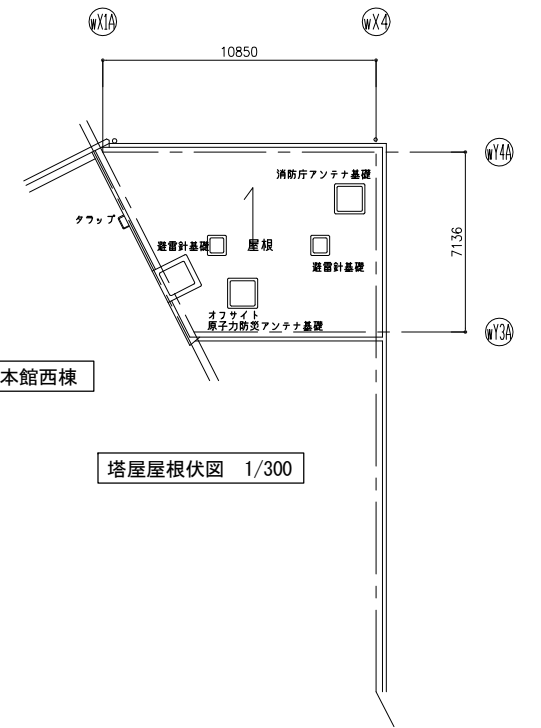 wX1A
wX4
10850
wY4A
消防庁アンテナ基礎
タラップ
避雷針基礎
屋根
7136
避雷針基礎
オフサイト
原子力防災アンテナ基礎
wY3A
本館西棟
塔屋屋根伏図 1/300